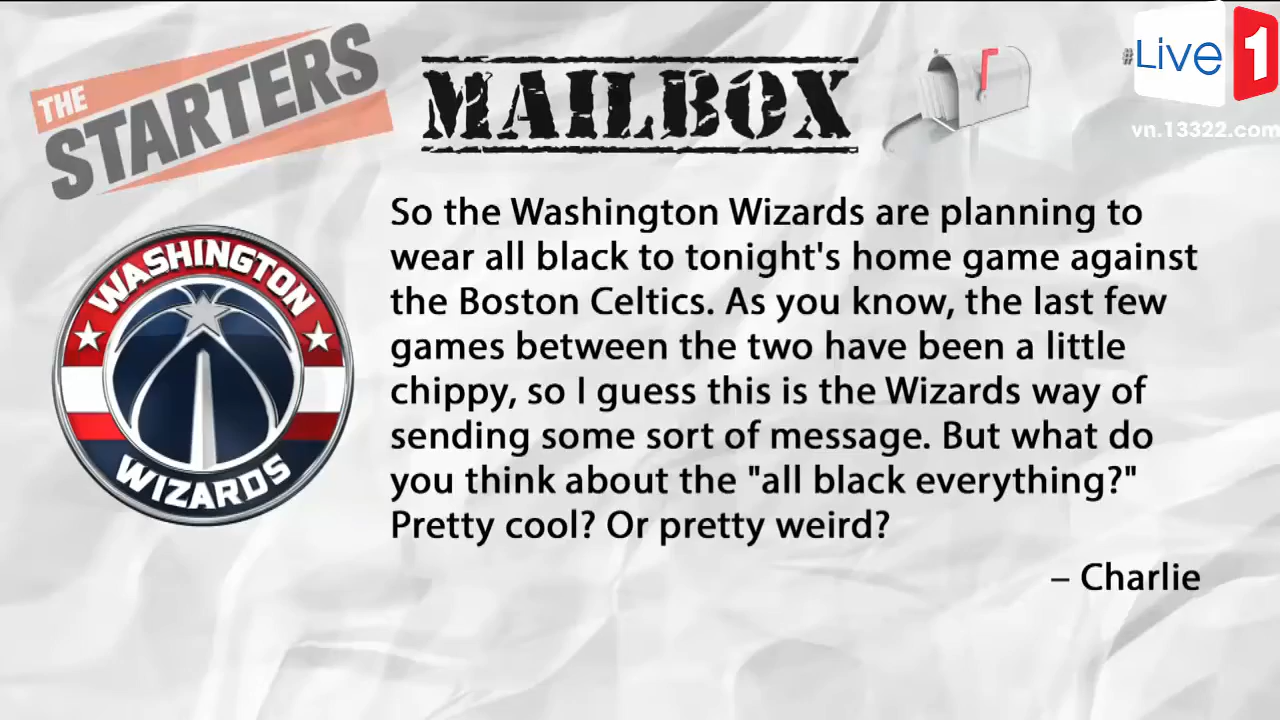 THE
STARTERS
MAILBOX
#Live 1
vn.13322.com
WASHINGTON
WIZARDS
So the Washington Wizards are planning to
wear all black to tonight's home game against
the Boston Celtics. As you know, the last few
games between the two have been a little
chippy, so I guess this is the Wizards way of
sending some sort of message. But what do
you think about the "all black everything?"
Pretty cool? Or pretty weird?
– Charlie